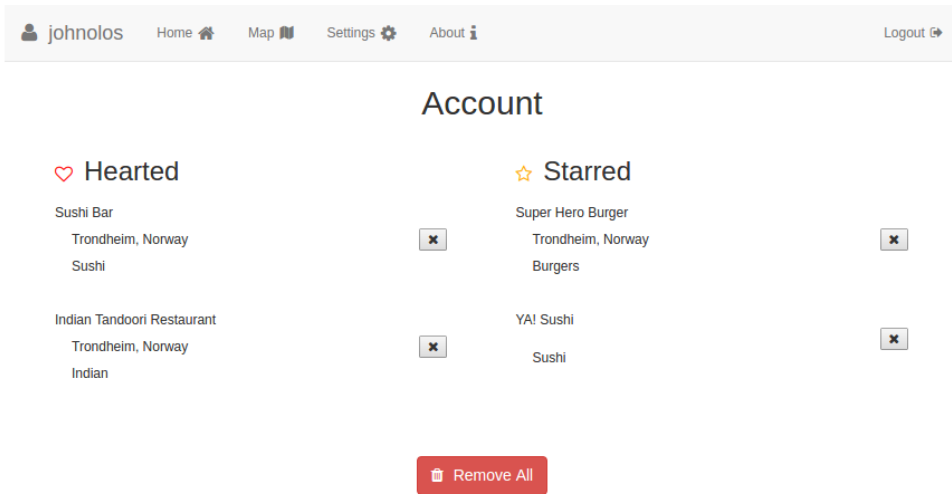 johnolos Home Map Settings About Logout
Account
Hearted
Sushi Bar
Trondheim, Norway
Sushi
Indian Tandoori Restaurant
Trondheim, Norway
Indian
Starred
Super Hero Burger
Trondheim, Norway
Burgers
YA! Sushi
Sushi
Remove All